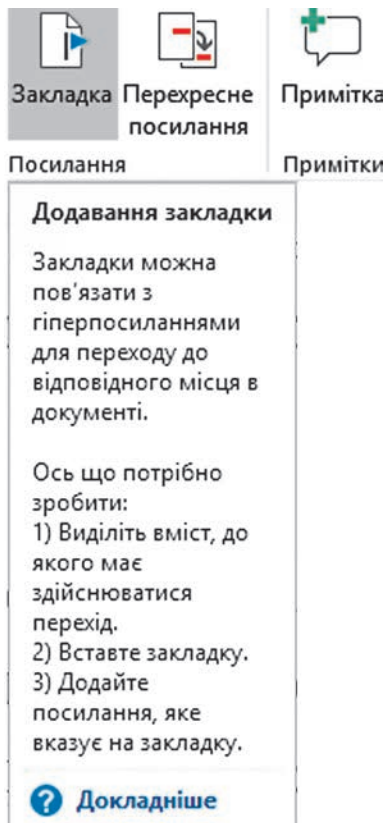 Закладка Перехресне посилання Примітка
Посилання Примітки
Додавання закладки
Закладки можна
пов'язати з
гіперпосиланнями
для переходу до
відповідного місця в
документі.
Ось що потрібно
зробити:
1) Виділіть вміст, до
якого має
здійснюватися
перехід.
2) Вставте закладку.
3) Додайте
посилання, яке
вказує на закладку.
Докладніше